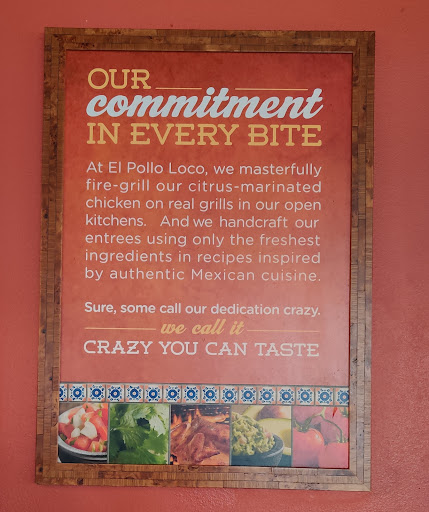 OUR
commitment
IN EVERY BITE
At El Pollo Loco, we masterfully
fire-grill our citrus-marinated
chicken on real grills in our open
kitchens. And we handcraft our
entrees using only the freshest
ingredients in recipes inspired
by authentic Mexican cuisine.
Sure, some call our dedication crazy.
we call it
CRAZY YOU CAN TASTE